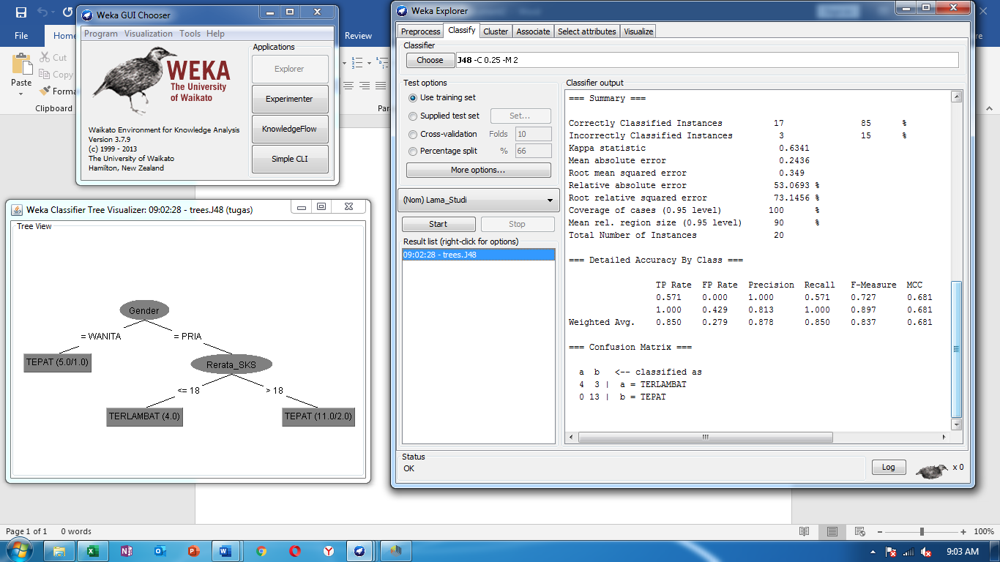 Weka GUI Chooser
Program Visualization Tools Help
WEKA
The University
of Waikato
Waikato Environment for Knowledge Analysis
Version 3.7.9
(c) 1999 - 2013
The University of Waikato
Hamilton, New Zealand
Applications
Explorer
Experimenter
KnowledgeFlow
Simple CLI
File
Home
Review
Paste
Cut
Copy
Forma
Clipboard
Par
re
Weka Classifier Tree Visualizer: 09:02:28 - trees.J48 (tugas)
Tree View
Gender
= WANITA = PRIA
TEPAT (5.0/1.0)
Rerata_SKS
<= 18 > 18
TERLAMBAT (4.0) TEPAT (11.0/2.0)
Weka Explorer
Preprocess Classify Cluster Associate Select attributes Visualize
Classifier
Choose J48 -C 0.25 -M 2
Test options
Use training set
Supplied test set Set...
Cross-validation Folds 10
Percentage split % 66
More options...
(Nom) Lama_Studi
Start Stop
Result list (right-click for options)
09:02:28 - trees.J48
Classifier output
=== Summary ===
Correctly Classified Instances 17 85 %
Incorrectly Classified Instances 3 15 %
Kappa statistic 0.6341
Mean absolute error 0.2436
Root mean squared error 0.349
Relative absolute error 53.0693 %
Root relative squared error 73.1456 %
Coverage of cases (0.95 level) 100 %
Mean rel. region size (0.95 level) 90 %
Total Number of Instances 20
=== Detailed Accuracy By Class ===
TP Rate FP Rate Precision Recall F-Measure MCC
0.571 0.000 1.000 0.571 0.727 0.681
1.000 0.429 0.813 1.000 0.897 0.681
Weighted Avg. 0.850 0.279 0.878 0.850 0.837 0.681
=== Confusion Matrix ===
a b <-- classified as
4 3 | a = TERLAMBAT
0 13 | b = TEPAT
Status
OK
Log
x 0
Page 1 of 1 0 words
100%
9:03 AM